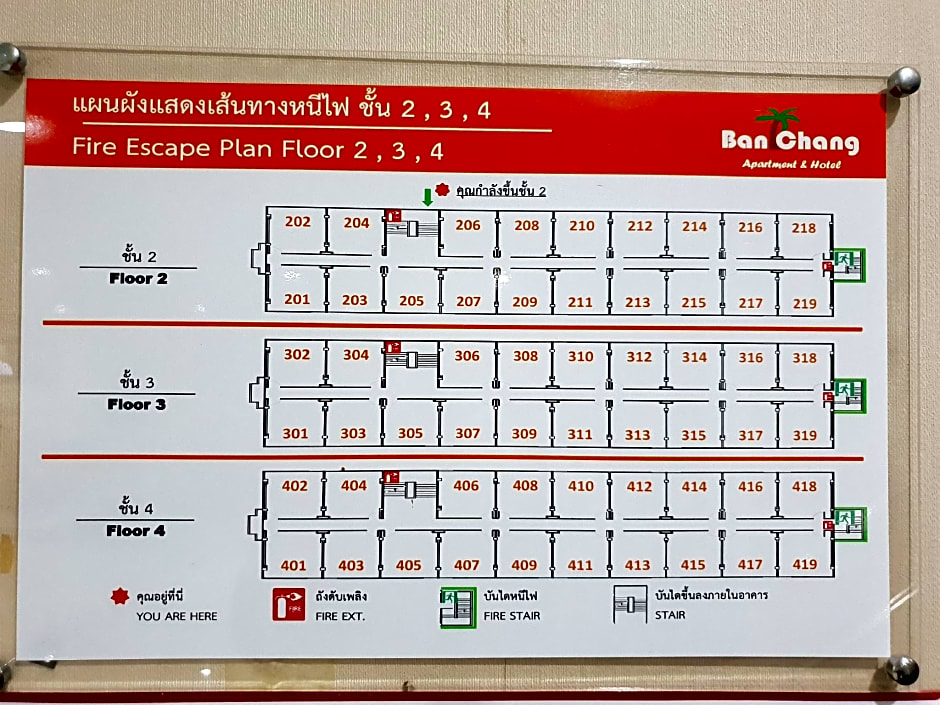 แผนผังแสดงเส้นทางหนีไฟ ชั้น 2 , 3 , 4
Fire Escape Plan Floor 2 , 3 , 4
Ban Chang
Apartment & Hotel
คุณกำลังขึ้นชั้น 2
202 204 206 208 210 212 214 216 218
ชั้น 2
Floor 2
201 203 205 207 209 211 213 215 217 219
302 304 306 308 310 312 314 316 318
ชั้น 3
Floor 3
301 303 305 307 309 311 313 315 317 319
402 404 406 408 410 412 414 416 418
ชั้น 4
Floor 4
401 403 405 407 409 411 413 415 417 419
คุณอยู่ที่นี่
YOU ARE HERE
FIRE
ถังดับเพลิง
FIRE EXT.
บันไดหนีไฟ
FIRE STAIR
บันไดขึ้นลงภายในอาคาร
STAIR